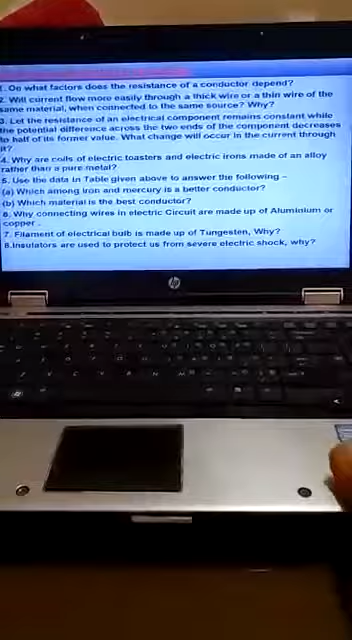 1. On what factors does the resistance of a conductor depend?
2. Will current flow more easily through a thick wire or a thin wire of the
same material, when connected to the same source? Why?
3. Let the resistance of an electrical component remains constant while
the potential difference across the two ends of the component decreases
to half of its former value. What change will occur in the current through
it?
4. Why are coils of electric toasters and electric irons made of an alloy
rather than a pure metal?
5. Use the data in Table given above to answer the following –
(a) Which among iron and mercury is a better conductor?
(b) Which material is the best conductor?
6. Why connecting wires in electric Circuit are made up of Aluminium or
copper .
7. Filament of electrical bulb is made up of Tungesten, Why?
8.Insulators are used to protect us from severe electric shock, why?
hp